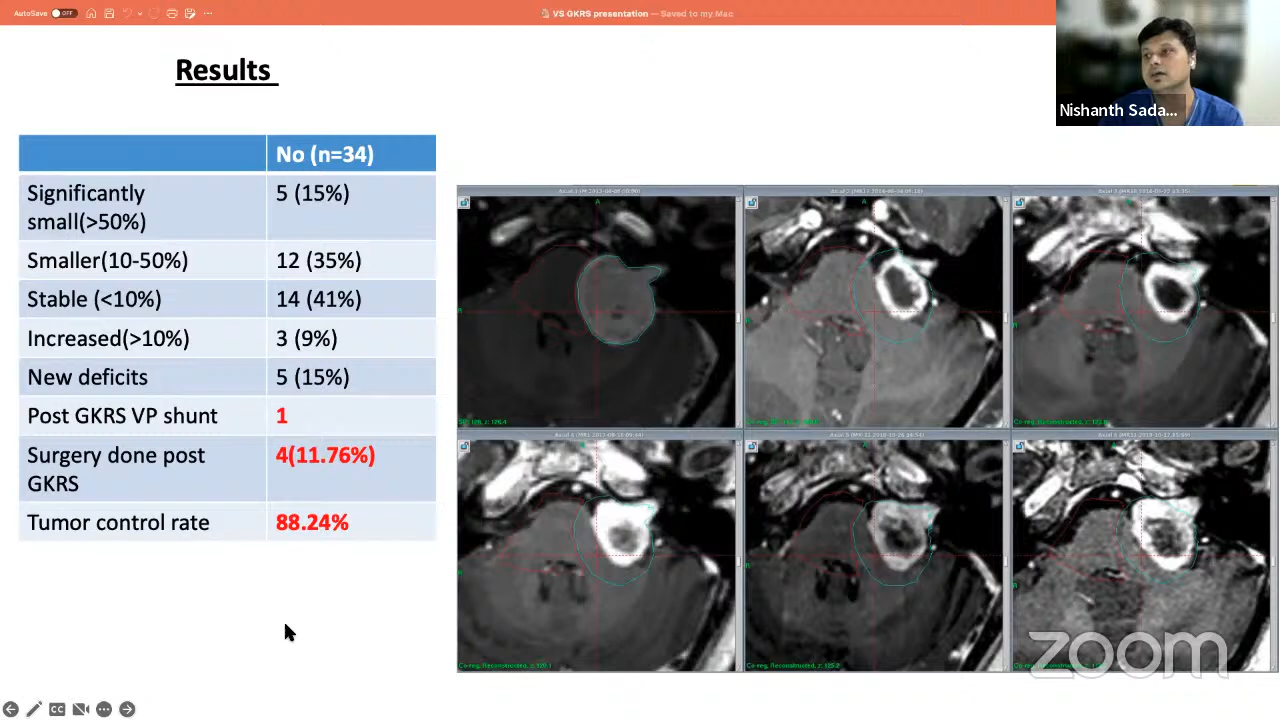 AutoSave OFF
VS GKRS presentation — Saved to my Mac
Nishanth Sada...
Results
No (n=34)
Significantly small(>50%) 5 (15%)
Smaller(10-50%) 12 (35%)
Stable (<10%) 14 (41%)
Increased(>10%) 3 (9%)
New deficits 5 (15%)
Post GKRS VP shunt 1
Surgery done post GKRS 4(11.76%)
Tumor control rate 88.24%
A
A
R
zoom